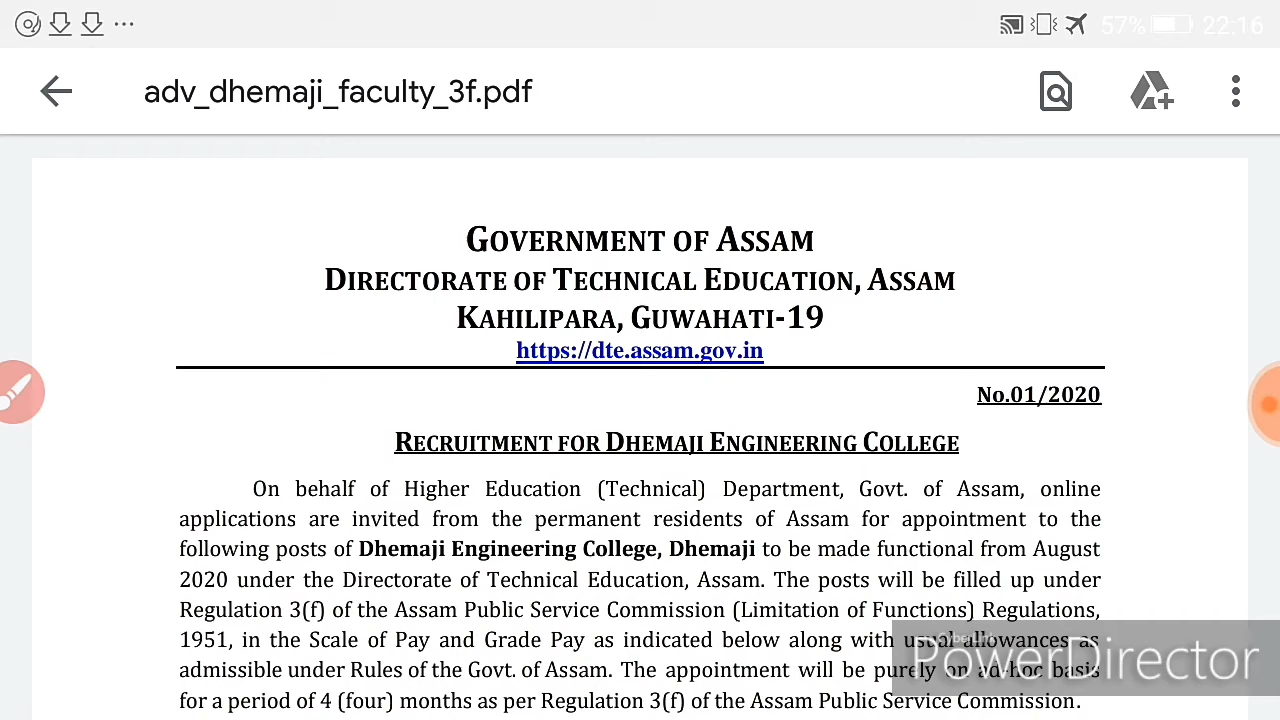 57% 22:16
adv_dhemaji_faculty_3f.pdf
GOVERNMENT OF ASSAM
DIRECTORATE OF TECHNICAL EDUCATION, ASSAM
KAHILIPARA, GUWAHATI-19
https://dte.assam.gov.in
No.01/2020
RECRUITMENT FOR DHEMAJI ENGINEERING COLLEGE
On behalf of Higher Education (Technical) Department, Govt. of Assam, online
applications are invited from the permanent residents of Assam for appointment to the
following posts of Dhemaji Engineering College, Dhemaji to be made functional from August
2020 under the Directorate of Technical Education, Assam. The posts will be filled up under
Regulation 3(f) of the Assam Public Service Commission (Limitation of Functions) Regulations,
1951, in the Scale of Pay and Grade Pay as indicated below along with usual allowances as
admissible under Rules of the Govt. of Assam. The appointment will be purely on ad-hoc basis
for a period of 4 (four) months as per Regulation 3(f) of the Assam Public Service Commission.
CyberLink
PowerDirector